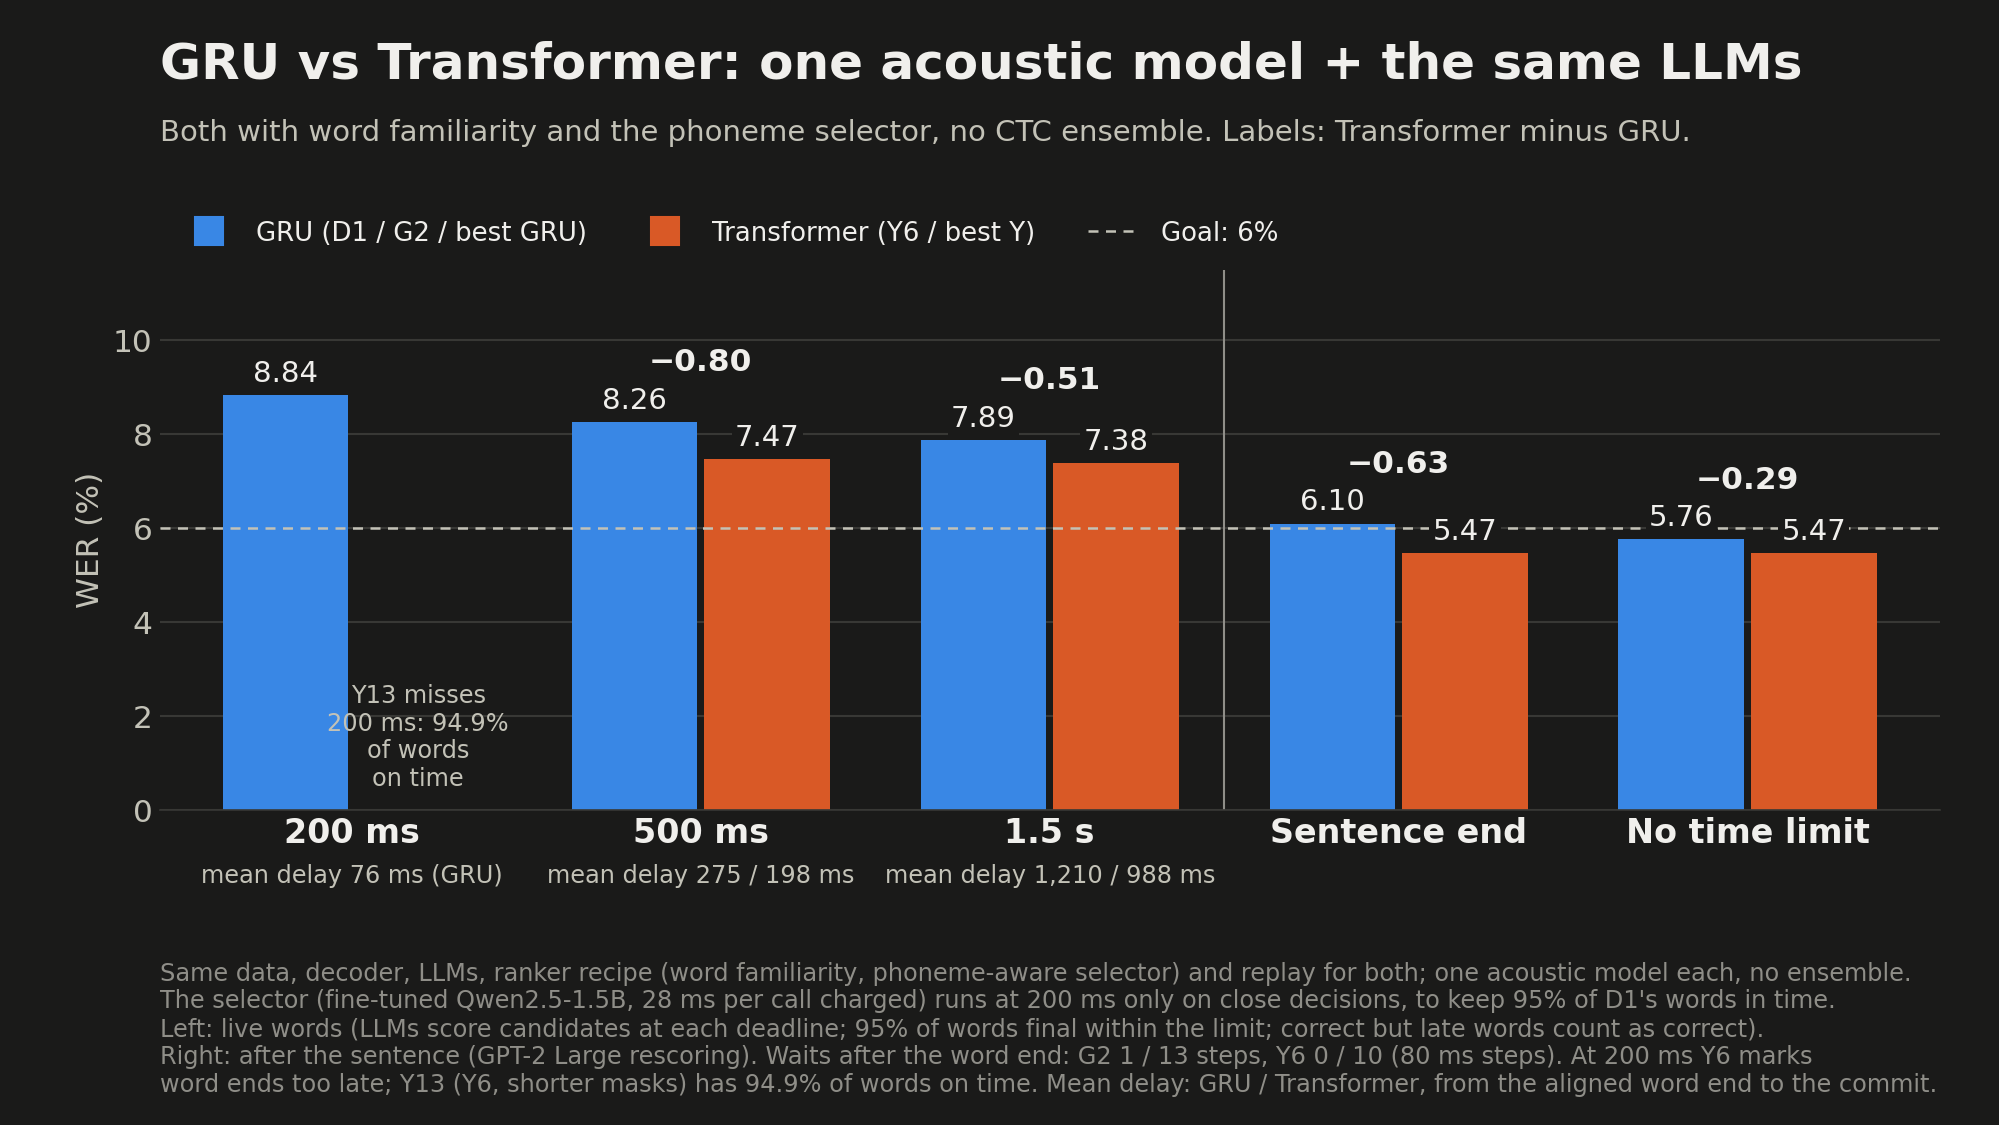 GRU vs Transformer: one acoustic model + the same LLMs
Both with word familiarity and the phoneme selector, no CTC ensemble. Labels: Transformer minus GRU.
GRU (D1 / G2 / best GRU)
Transformer (Y6 / best Y)
Goal: 6%
WER (%)
10
8
6
4
2
0
8.84
Y13 misses
200 ms: 94.9%
of words
on time
−0.80
8.26
7.47
−0.51
7.89
7.38
−0.63
6.10
5.47
−0.29
5.76
5.47
200 ms
mean delay 76 ms (GRU)
500 ms
mean delay 275 / 198 ms
1.5 s
mean delay 1,210 / 988 ms
Sentence end
No time limit
Same data, decoder, LLMs, ranker recipe (word familiarity, phoneme-aware selector) and replay for both; one acoustic model each, no ensemble.
The selector (fine-tuned Qwen2.5-1.5B, 28 ms per call charged) runs at 200 ms only on close decisions, to keep 95% of D1's words in time.
Left: live words (LLMs score candidates at each deadline; 95% of words final within the limit; correct but late words count as correct).
Right: after the sentence (GPT-2 Large rescoring). Waits after the word end: G2 1 / 13 steps, Y6 0 / 10 (80 ms steps). At 200 ms Y6 marks
word ends too late; Y13 (Y6, shorter masks) has 94.9% of words on time. Mean delay: GRU / Transformer, from the aligned word end to the commit.